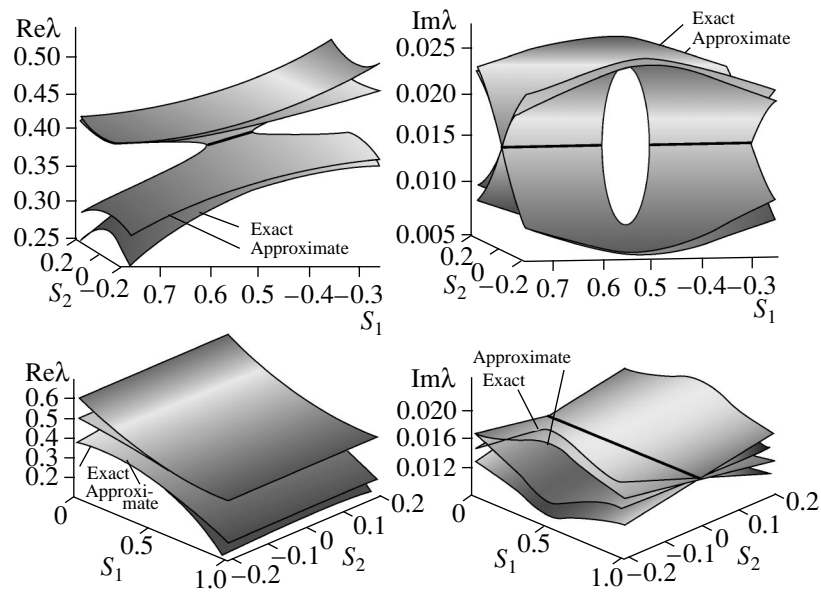 Reλ
0.50
0.45
0.40
0.35
0.30
0.25
0.2
0
−0.2
S2
0.7
0.6
0.5
−0.4
−0.3
S1
Exact
Approximate
Imλ
0.025
0.020
0.015
0.010
0.005
0.2
0
−0.2
S2
0.7
0.6
0.5
−0.4
−0.3
S1
Exact
Approximate
Reλ
0.6
0.5
0.4
0.3
0.2
Exact
Approxi-
mate
0
0.5
1.0
S1
−0.2
−0.1
0
0.1
0.2
S2
Imλ
0.020
0.016
0.012
Approximate
Exact
0
0.5
1.0
S1
−0.2
−0.1
0
0.1
0.2
S2